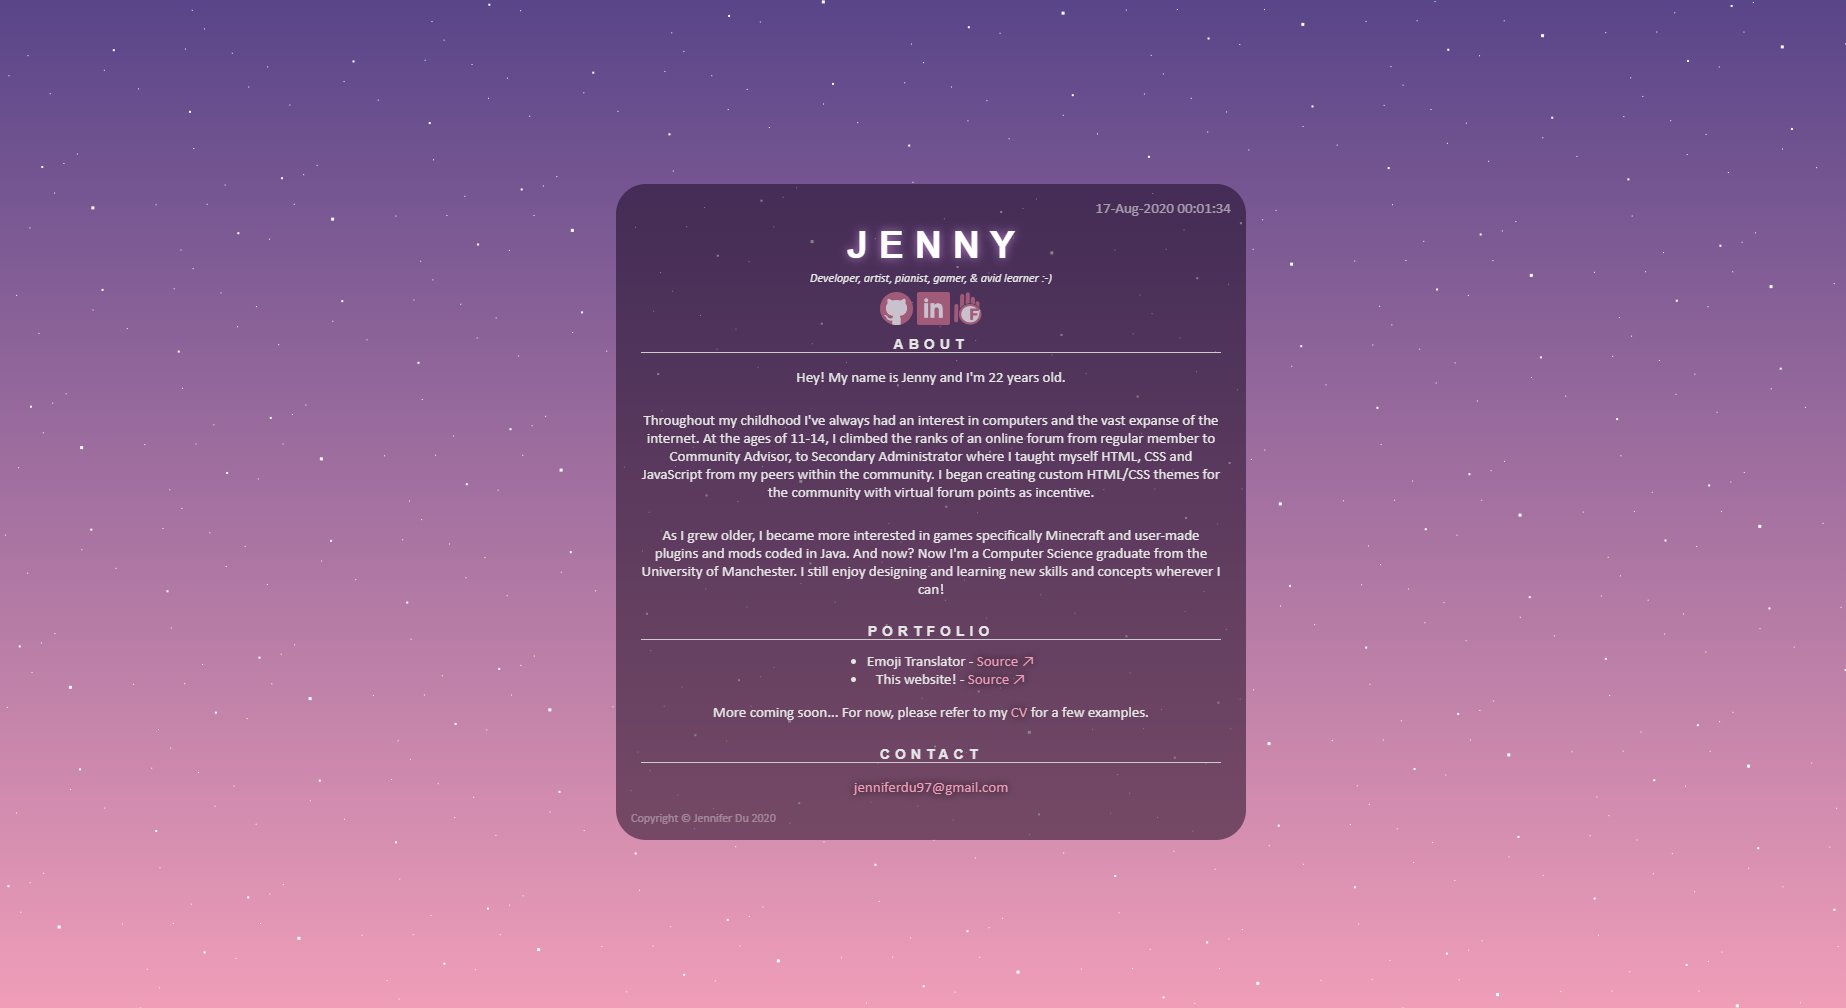 17-Aug-2020 00:01:34
JENNY
Developer, artist, pianist, gamer, & avid learner :-)
in
CF
ABOUT
Hey! My name is Jenny and I'm 22 years old.
Throughout my childhood I've always had an interest in computers and the vast expanse of the
internet. At the ages of 11-14, I climbed the ranks of an online forum from regular member to
Community Advisor, to Secondary Administrator where I taught myself HTML, CSS and
JavaScript from my peers within the community. I began creating custom HTML/CSS themes for
the community with virtual forum points as incentive.
As I grew older, I became more interested in games specifically Minecraft and user-made
plugins and mods coded in Java. And now? Now I'm a Computer Science graduate from the
University of Manchester. I still enjoy designing and learning new skills and concepts wherever I
can!
PORTFOLIO
• Emoji Translator - Source ↗
• This website! - Source ↗
More coming soon... For now, please refer to my CV for a few examples.
CONTACT
jenniferdu97@gmail.com
Copyright © Jennifer Du 2020